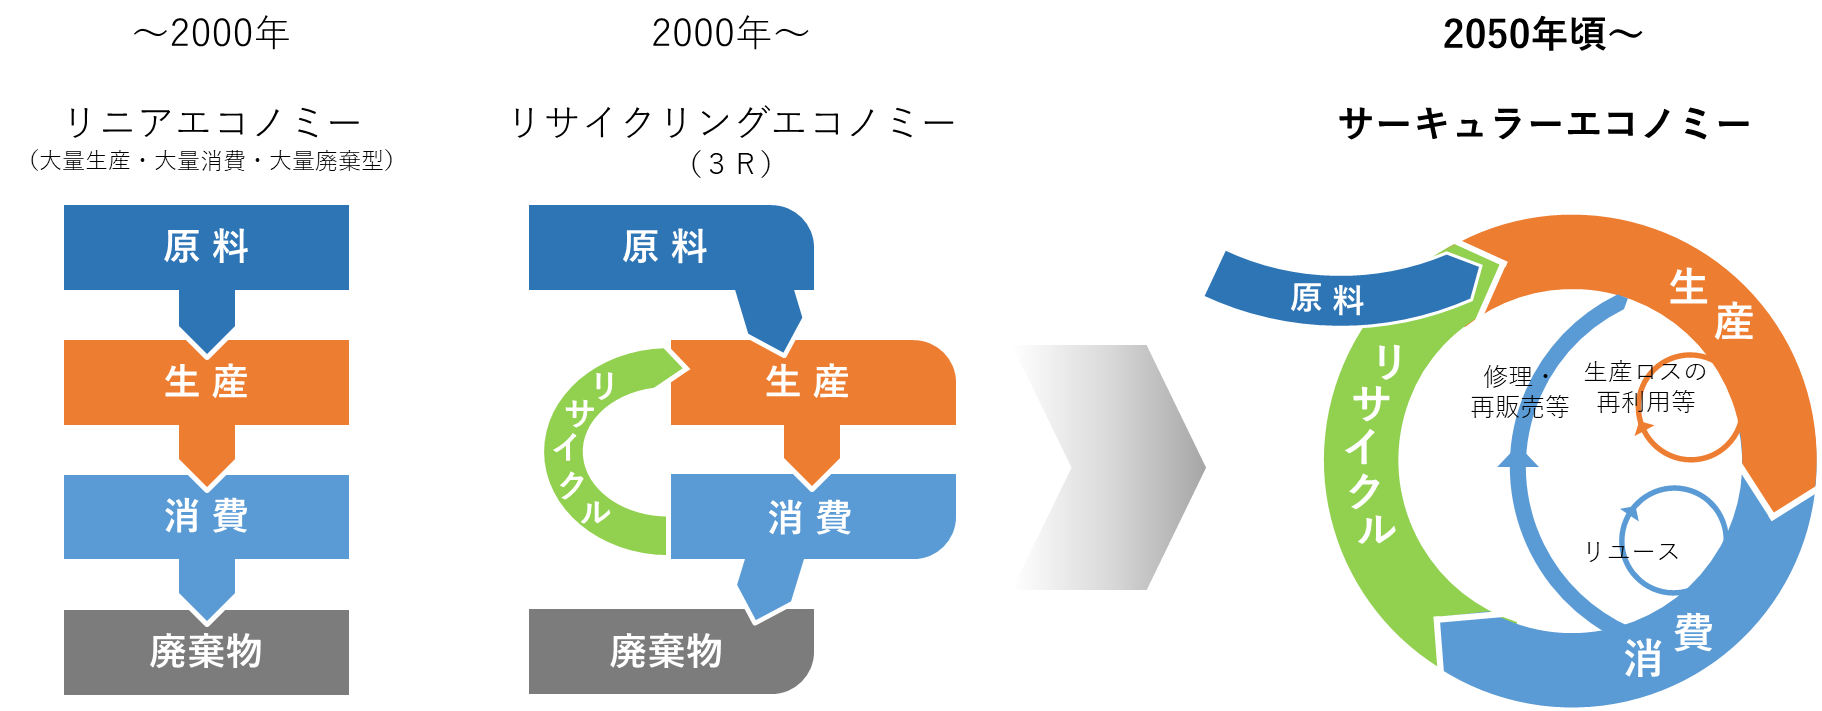 ～2000年
リニアエコノミー
（大量生産・大量消費・大量廃棄型）
原料
生産
消費
廃棄物
2000年～
リサイクリングエコノミー
（３Ｒ）
原料
生産
リサイクル
消費
廃棄物
2050年頃～
サーキュラーエコノミー
原料
生産
リサイクル
修理・
再販売等
生産ロスの
再利用等
リユース
消費